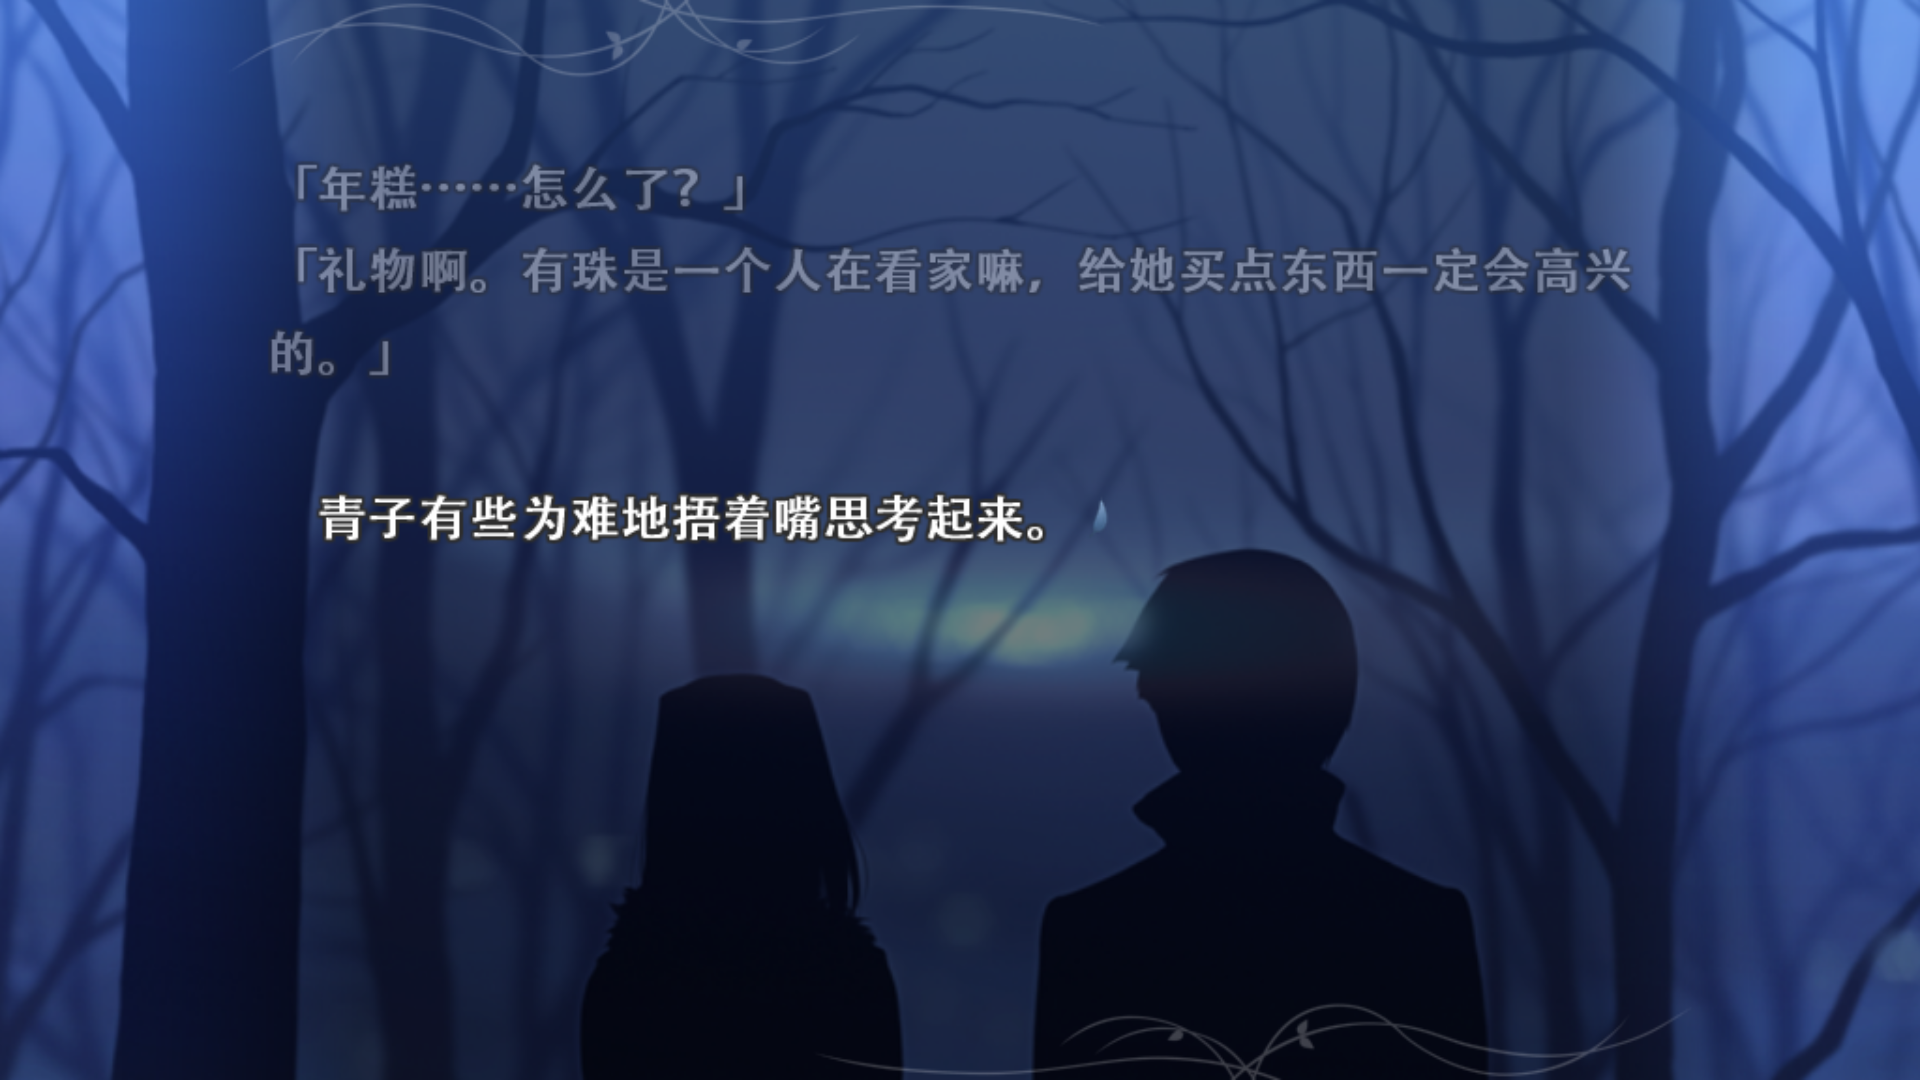 「年糕……怎么了？」
「礼物啊。有珠是一个人在看家嘛，给她买点东西一定会高兴
的。」
青子有些为难地捂着嘴思考起来。